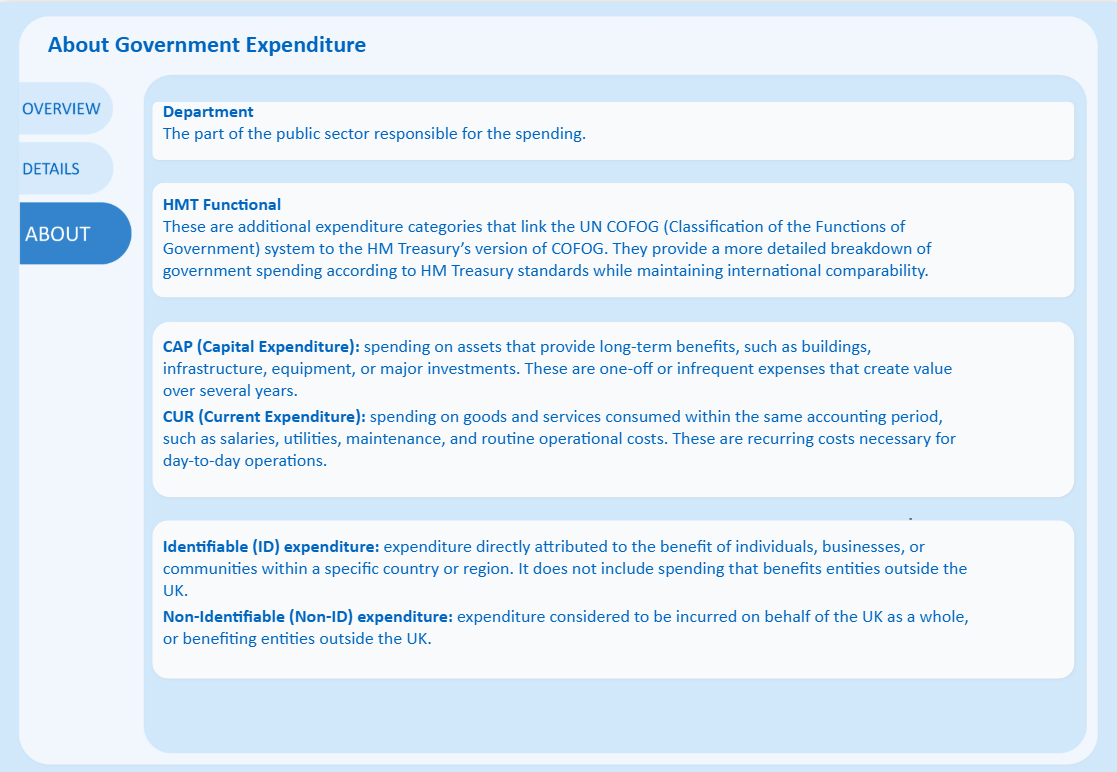 About Government Expenditure
OVERVIEW
DETAILS
ABOUT
Department
The part of the public sector responsible for the spending.
HMT Functional
These are additional expenditure categories that link the UN COFOG (Classification of the Functions of
Government) system to the HM Treasury’s version of COFOG. They provide a more detailed breakdown of
government spending according to HM Treasury standards while maintaining international comparability.
CAP (Capital Expenditure): spending on assets that provide long-term benefits, such as buildings,
infrastructure, equipment, or major investments. These are one-off or infrequent expenses that create value
over several years.
CUR (Current Expenditure): spending on goods and services consumed within the same accounting period,
such as salaries, utilities, maintenance, and routine operational costs. These are recurring costs necessary for
day-to-day operations.
Identifiable (ID) expenditure: expenditure directly attributed to the benefit of individuals, businesses, or
communities within a specific country or region. It does not include spending that benefits entities outside the
UK.
Non-Identifiable (Non-ID) expenditure: expenditure considered to be incurred on behalf of the UK as a whole,
or benefiting entities outside the UK.